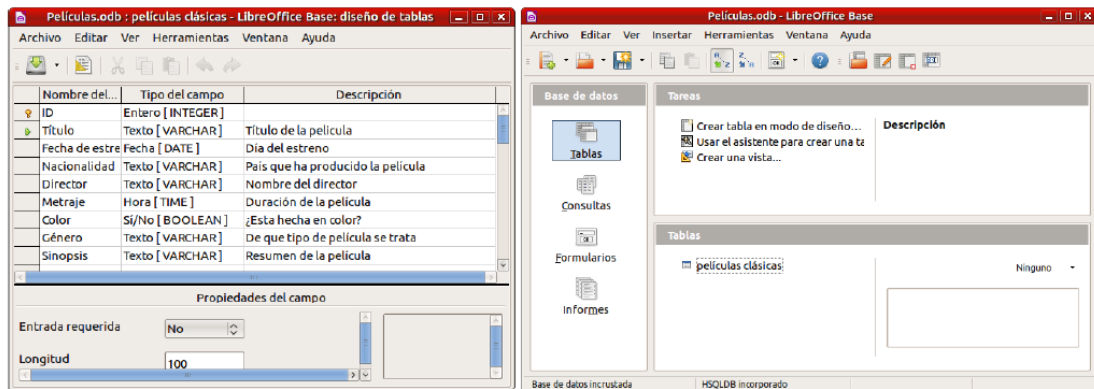 Películas.odb : películas clásicas - LibreOffice Base: diseño de tablas
Archivo Editar Ver Herramientas Ventana Ayuda
Nombre del... Tipo del campo Descripción
ID Entero [ INTEGER ]
Título Texto [ VARCHAR ] Título de la pelicula
Fecha de estre Fecha [ DATE ] Día del estreno
Nacionalidad Texto [ VARCHAR ] País que ha producido la película
Director Texto [ VARCHAR ] Nombre del director
Metraje Hora [ TIME ] Duración de la película
Color Sí/No [ BOOLEAN ] ¿Esta hecha en color?
Género Texto [ VARCHAR ] De que tipo de película se trata
Sinopsis Texto [ VARCHAR ] Resumen de la película
Propiedades del campo
Entrada requerida No
Longitud 100
Películas.odb - LibreOffice Base
Archivo Editar Ver Insertar Herramientas Ventana Ayuda
Base de datos
Tablas
Consultas
Formularios
Informes
Tareas
Crear tabla en modo de diseño...
Usar el asistente para crear una ta
Crear una vista...
Descripción
Tablas
películas clásicas
Ninguno
Base de datos incrustada HSQLDB incorporado